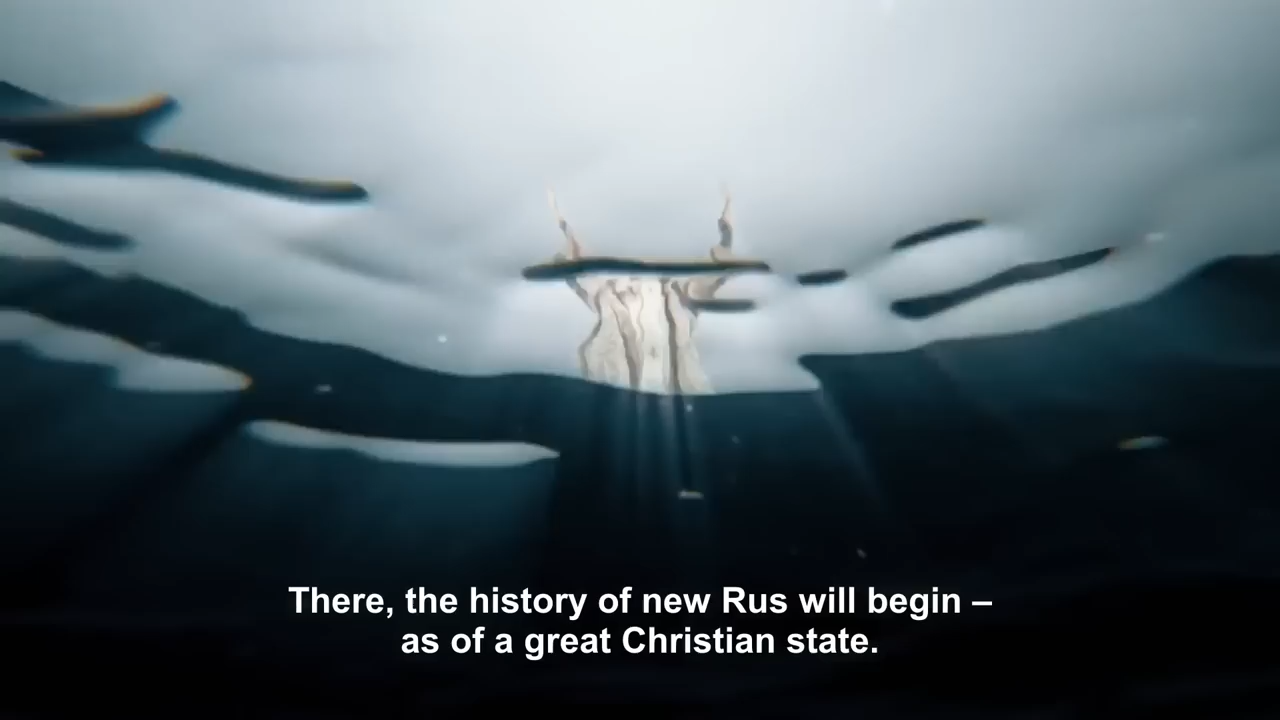 There, the history of new Rus will begin –
as of a great Christian state.